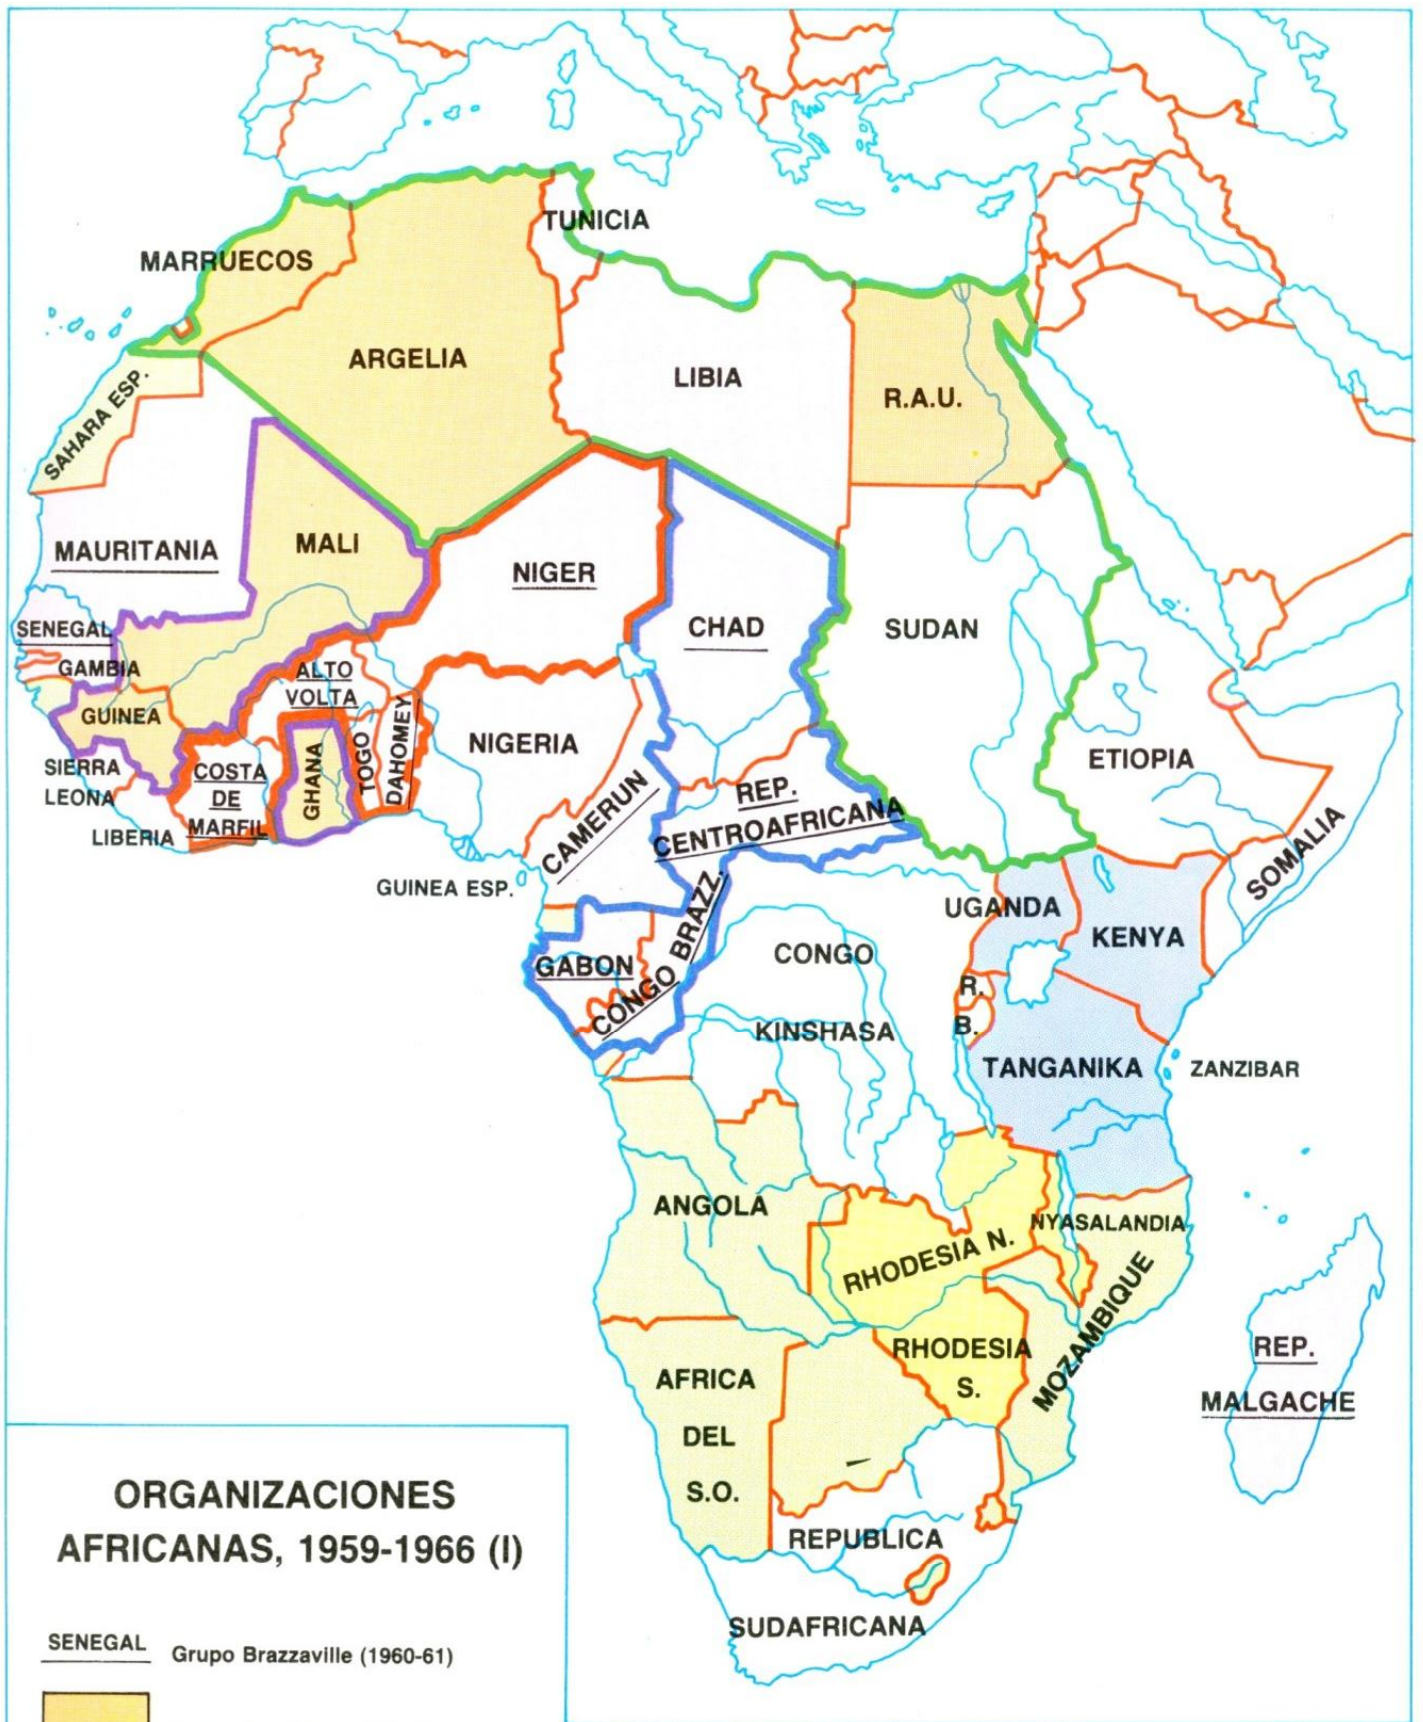 TUNICIA
MARRUECOS
ARGELIA
LIBIA
R.A.U.
SAHARA ESP.
MAURITANIA
MALI
NIGER
CHAD
SUDAN
SENEGAL
GAMBIA
ALTO
VOLTA
GUINEA
NIGERIA
ETIOPIA
SIERRA
LEONA
LIBERIA
COSTA
DE
MARFIL
GHANA
TOGO
DAHOMEY
CAMERUN
REP.
CENTROAFRICANA
SOMALIA
GUINEA ESP.
UGANDA
KENYA
GABON
CONGO BRAZZ.
CONGO
KINSHASA
R.
B.
TANGANIKA
ZANZIBAR
ANGOLA
NYASALANDIA
RHODESIA N.
MOZAMBIQUE
RHODESIA
S.
AFRICA
DEL
S.O.
REP.
MALGACHE
REPUBLICA
SUDAFRICANA
ORGANIZACIONES
AFRICANAS, 1959-1966 (I)
SENEGAL Grupo Brazzaville (1960-61)